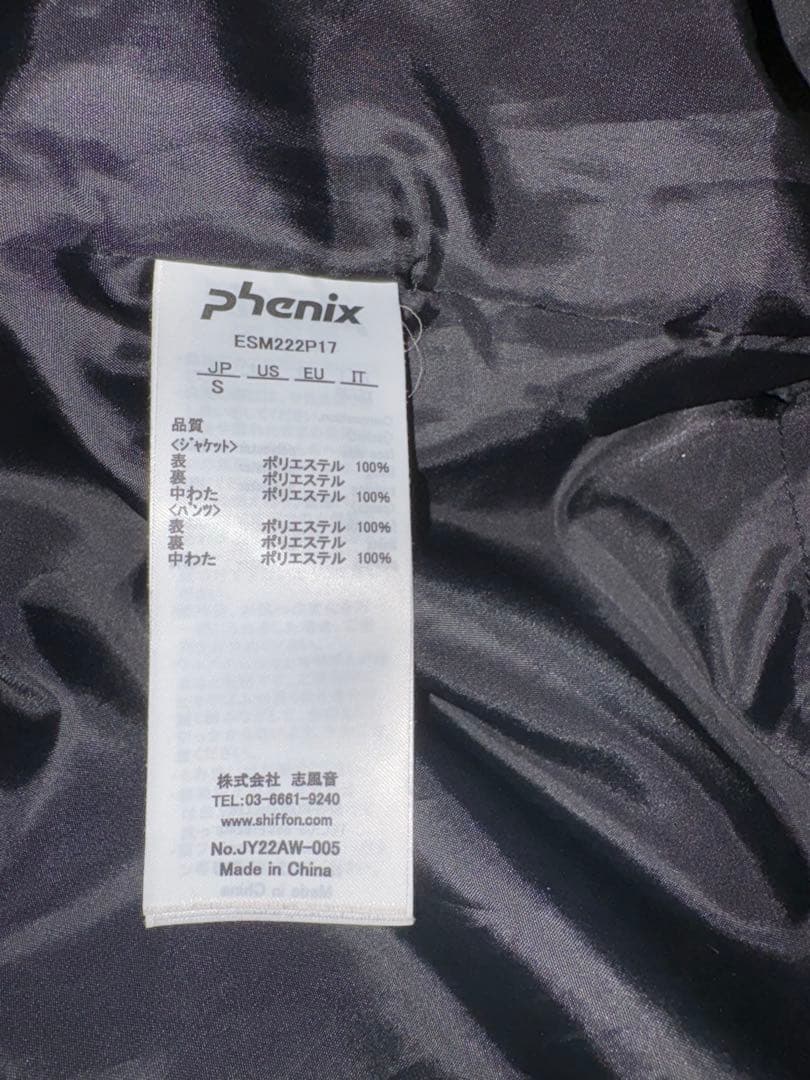 phenix
ESM222P17
JP US EU IT
S
品質
<ｼﾞｬｹｯﾄ>
表 ポリエステル 100%
裏 ポリエステル
中わた ポリエステル 100%
<ﾊﾟﾝﾂ>
表 ポリエステル 100%
裏 ポリエステル
中わた ポリエステル 100%
株式会社 志風音
TEL:03-6661-9240
www.shiffon.com
No.JY22AW-005
Made in China